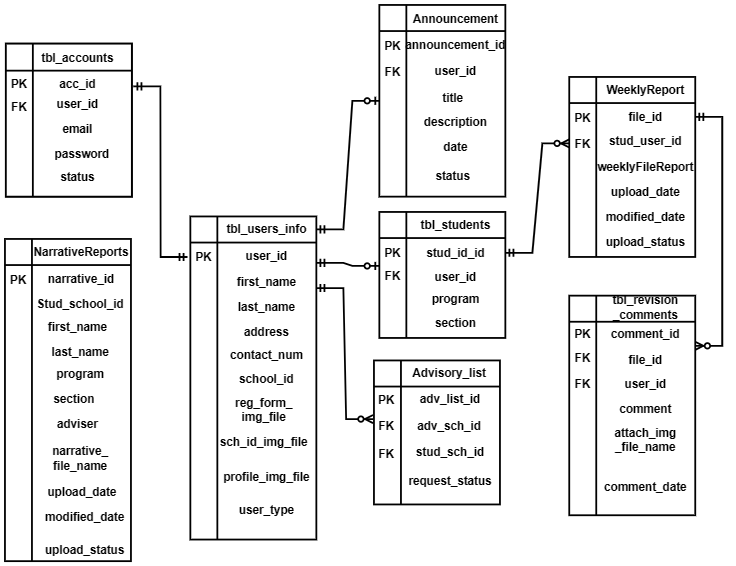 tbl_accounts
PK acc_id
FK user_id
email
password
status
NarrativeReports
PK narrative_id
Stud_school_id
first_name
last_name
program
section
adviser
narrative_
file_name
upload_date
modified_date
upload_status
tbl_users_info
PK user_id
first_name
last_name
address
contact_num
school_id
reg_form_
img_file
sch_id_img_file
profile_img_file
user_type
Announcement
PK announcement_id
FK user_id
title
description
date
status
tbl_students
PK stud_id_id
FK user_id
program
section
Advisory_list
PK adv_list_id
FK adv_sch_id
FK stud_sch_id
request_status
WeeklyReport
PK file_id
FK stud_user_id
weeklyFileReport
upload_date
modified_date
upload_status
tbl_revision
_comments
PK comment_id
FK file_id
FK user_id
comment
attach_img
_file_name
comment_date